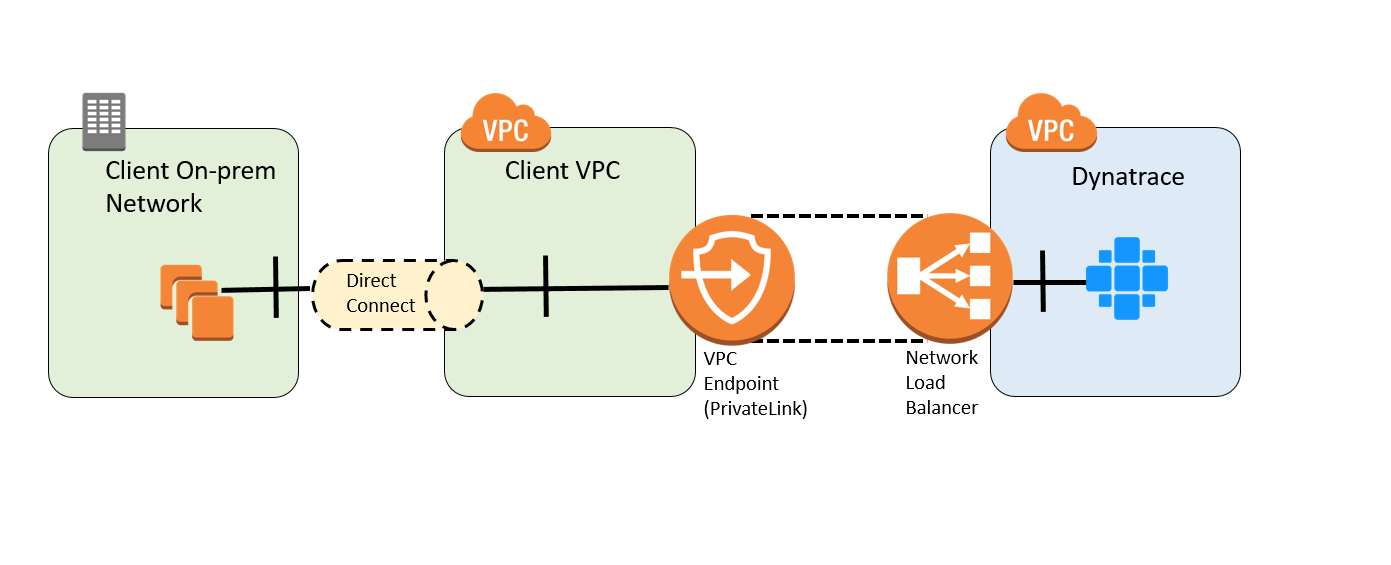 Client On-prem
Network
Direct
Connect
VPC
Client VPC
VPC
Endpoint
(PrivateLink)
Network
Load
Balancer
VPC
Dynatrace